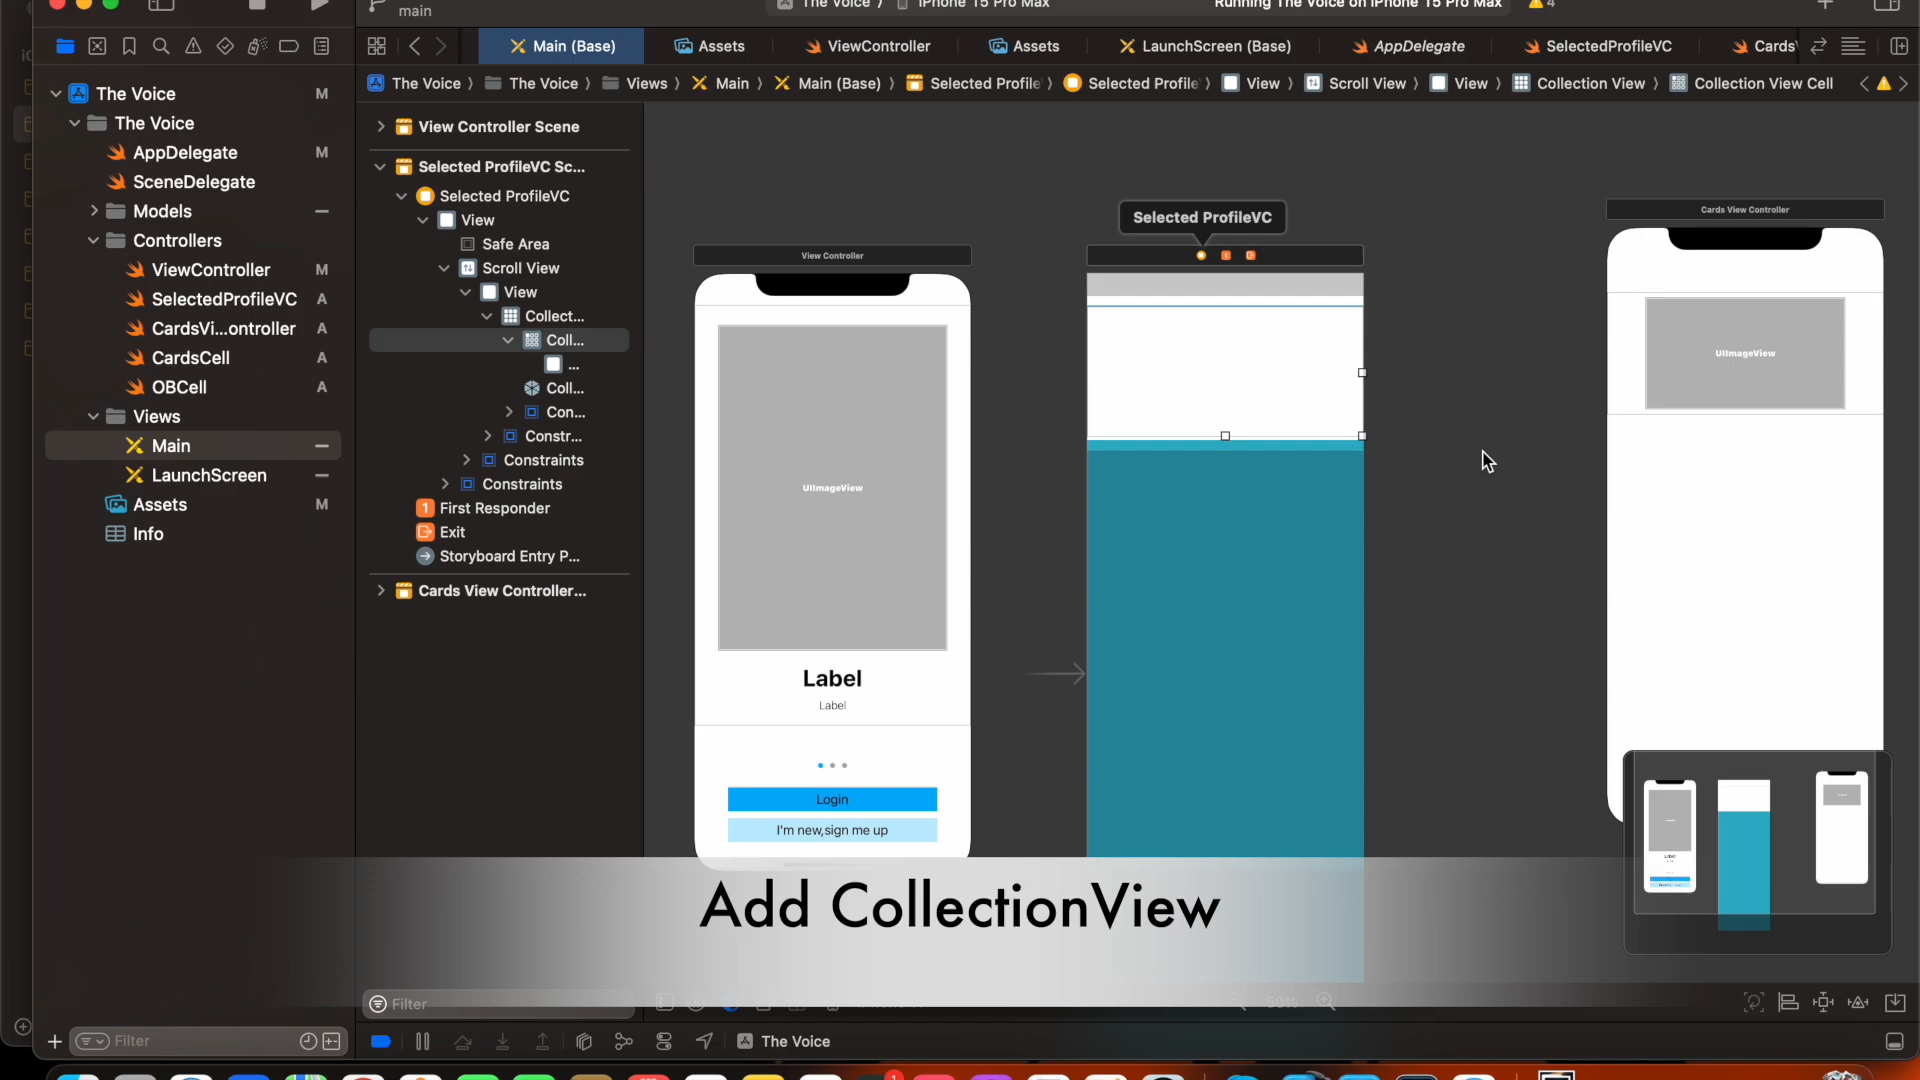 main
The Voice 〉 iPhone 15 Pro Max
Running The Voice on iPhone 15 Pro Max
4
Main (Base)
Assets
ViewController
Assets
LaunchScreen (Base)
AppDelegate
SelectedProfileVC
Cards
The Voice 〉 The Voice 〉 Views 〉 Main 〉 Main (Base) 〉 Selected Profile 〉 Selected Profile 〉 View 〉 Scroll View 〉 View 〉 Collection View 〉 Collection View Cell
The Voice M
The Voice
AppDelegate M
SceneDelegate
Models
Controllers
ViewController M
SelectedProfileVC A
CardsVi...ontroller A
CardsCell A
OBCell A
Views
Main
LaunchScreen
Assets M
Info
Filter
View Controller Scene
Selected ProfileVC Sc...
Selected ProfileVC
View
Safe Area
Scroll View
View
Collect...
Coll...
...
Coll...
Con...
Constr...
Constraints
Constraints
1 First Responder
Exit
Storyboard Entry P...
Cards View Controller...
Filter
View Controller
UIImageView
Label
Label
Login
I'm new,sign me up
Selected ProfileVC
Cards View Controller
UIImageView
Add CollectionView
50%
The Voice